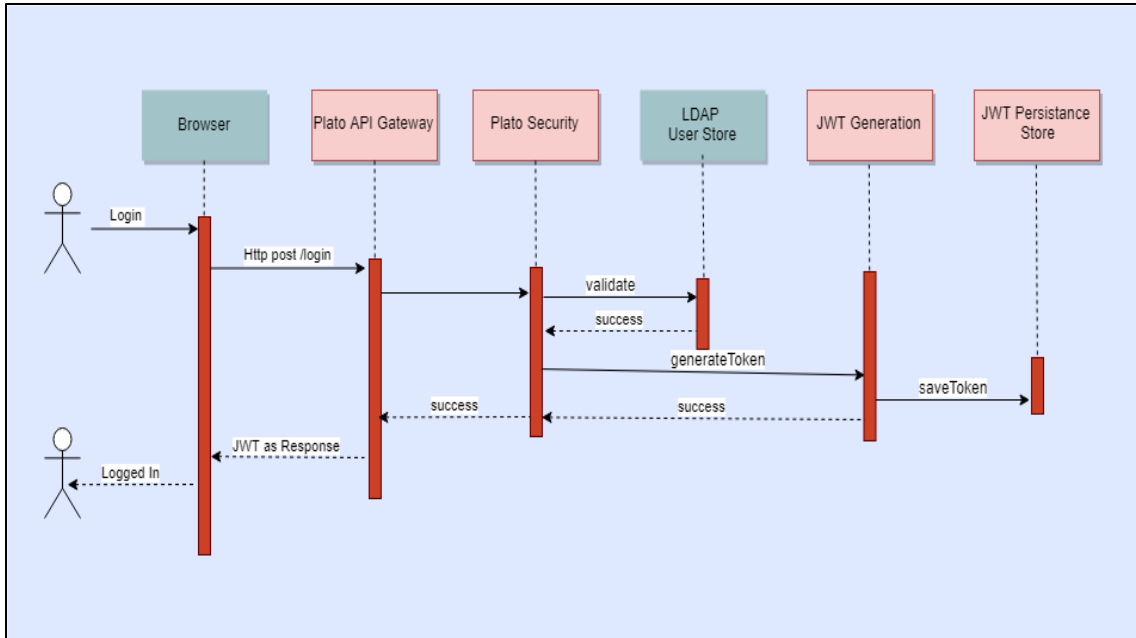 Browser
Plato API Gateway
Plato Security
LDAP
User Store
JWT Generation
JWT Persistance
Store
Login
Http post /login
validate
success
generateToken
saveToken
success
success
JWT as Response
Logged In